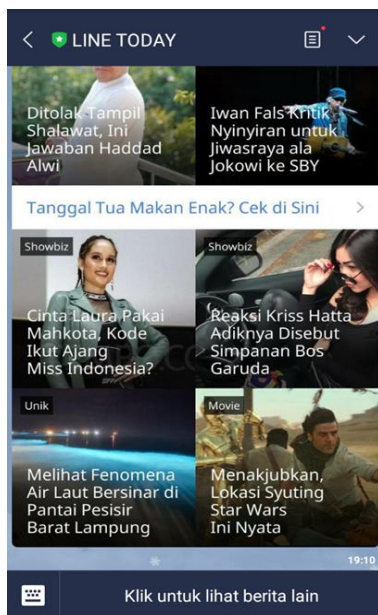 LINE TODAY
Ditolak Tampil
Shalawat, Ini
Jawaban Haddad
Alwi
Iwan Fals Kritik
Nyinyiran untuk
Jiwasraya ala
Jokowi ke SBY
Tanggal Tua Makan Enak? Cek di Sini
Showbiz
Cinta Laura Pakai
Mahkota, Kode
Ikut Ajang
Miss Indonesia?
Showbiz
Reaksi Kriss Hatta
Adiknya Disebut
Simpanan Bos
Garuda
Unik
Melihat Fenomena
Air Laut Bersinar di
Pantai Pesisir
Barat Lampung
Movie
Menakjubkan,
Lokasi Syuting
Star Wars
Ini Nyata
19:10
Klik untuk lihat berita lain